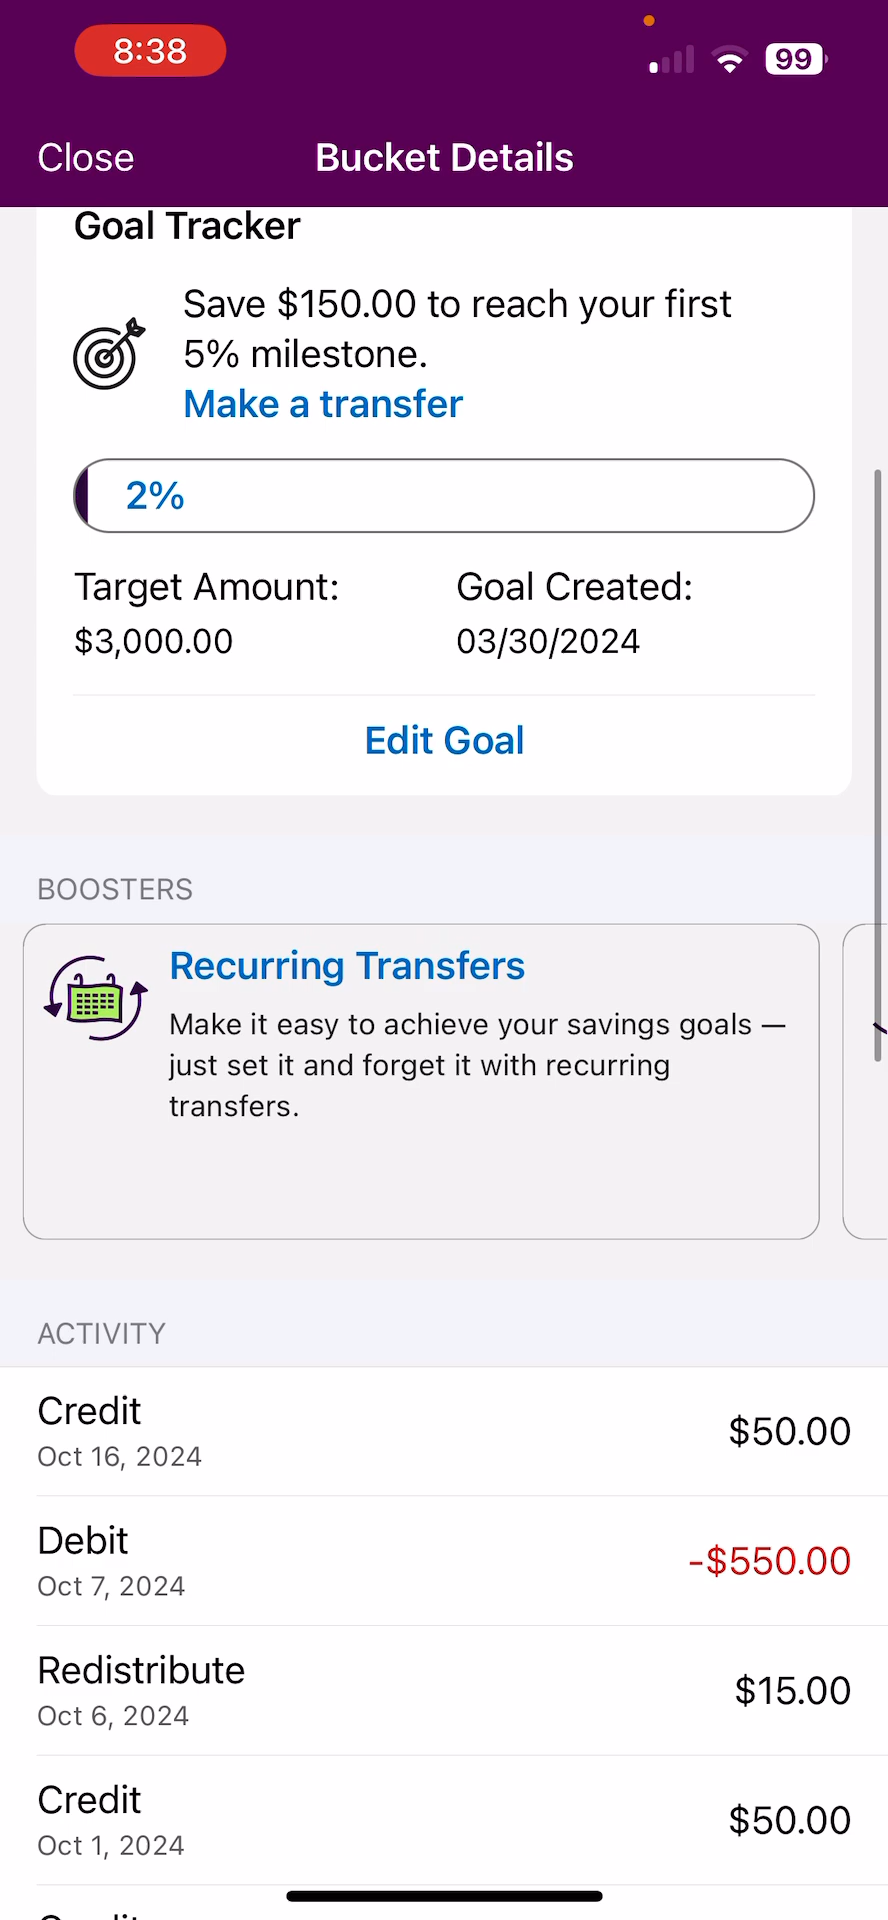 8:38
99
Close
Bucket Details
Goal Tracker
Save $150.00 to reach your first
5% milestone.
Make a transfer
2%
Target Amount:
Goal Created:
$3,000.00
03/30/2024
Edit Goal
BOOSTERS
Recurring Transfers
Make it easy to achieve your savings goals —
just set it and forget it with recurring
transfers.
ACTIVITY
Credit
$50.00
Oct 16, 2024
Debit
-$550.00
Oct 7, 2024
Redistribute
$15.00
Oct 6, 2024
Credit
$50.00
Oct 1, 2024